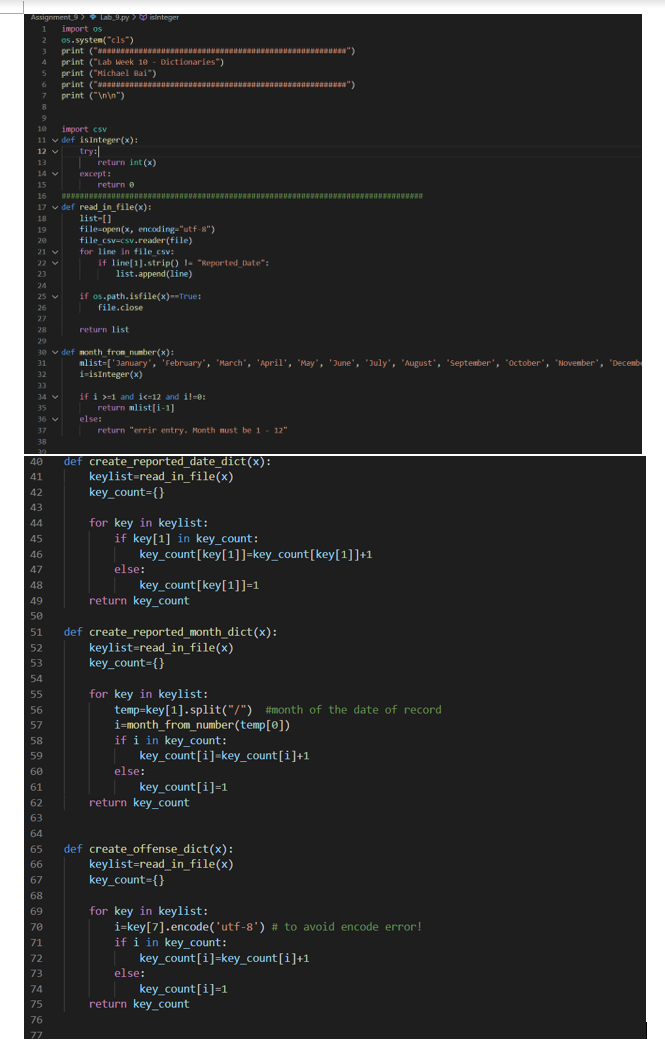 Assignment_9 > Lab_9.py > isInteger
1 import os
2 os.system("cls")
3 print ("######################################################")
4 print ("Lab Week 10 - Dictionaries")
5 print ("Michael Bai")
6 print ("######################################################")
7 print ("\n\n")
8
9
10 import csv
11 def isInteger(x):
12 try:
13 return int(x)
14 except:
15 return 0
16 ################################################################################
17 def read_in_file(x):
18 list=[]
19 file=open(x, encoding="utf-8")
20 file_csv=csv.reader(file)
21 for line in file_csv:
22 if line[1].strip() != "Reported_Date":
23 list.append(line)
24
25 if os.path.isfile(x)==True:
26 file.close
27
28 return list
29
30 def month_from_number(x):
31 mlist=['January', 'February', 'March', 'April', 'May', 'June', 'July', 'August', 'September', 'October', 'November', 'Decemb
32 i=isInteger(x)
33
34 if i >=1 and i<=12 and i!=0:
35 return mlist[i-1]
36 else:
37 return "errir entry. Month must be 1 - 12"
38
39
40 def create_reported_date_dict(x):
41 keylist=read_in_file(x)
42 key_count={}
43
44 for key in keylist:
45 if key[1] in key_count:
46 key_count[key[1]]=key_count[key[1]]+1
47 else:
48 key_count[key[1]]=1
49 return key_count
50
51 def create_reported_month_dict(x):
52 keylist=read_in_file(x)
53 key_count={}
54
55 for key in keylist:
56 temp=key[1].split("/") #month of the date of record
57 i=month_from_number(temp[0])
58 if i in key_count:
59 key_count[i]=key_count[i]+1
60 else:
61 key_count[i]=1
62 return key_count
63
64
65 def create_offense_dict(x):
66 keylist=read_in_file(x)
67 key_count={}
68
69 for key in keylist:
70 i=key[7].encode('utf-8') # to avoid encode error!
71 if i in key_count:
72 key_count[i]=key_count[i]+1
73 else:
74 key_count[i]=1
75 return key_count
76
77